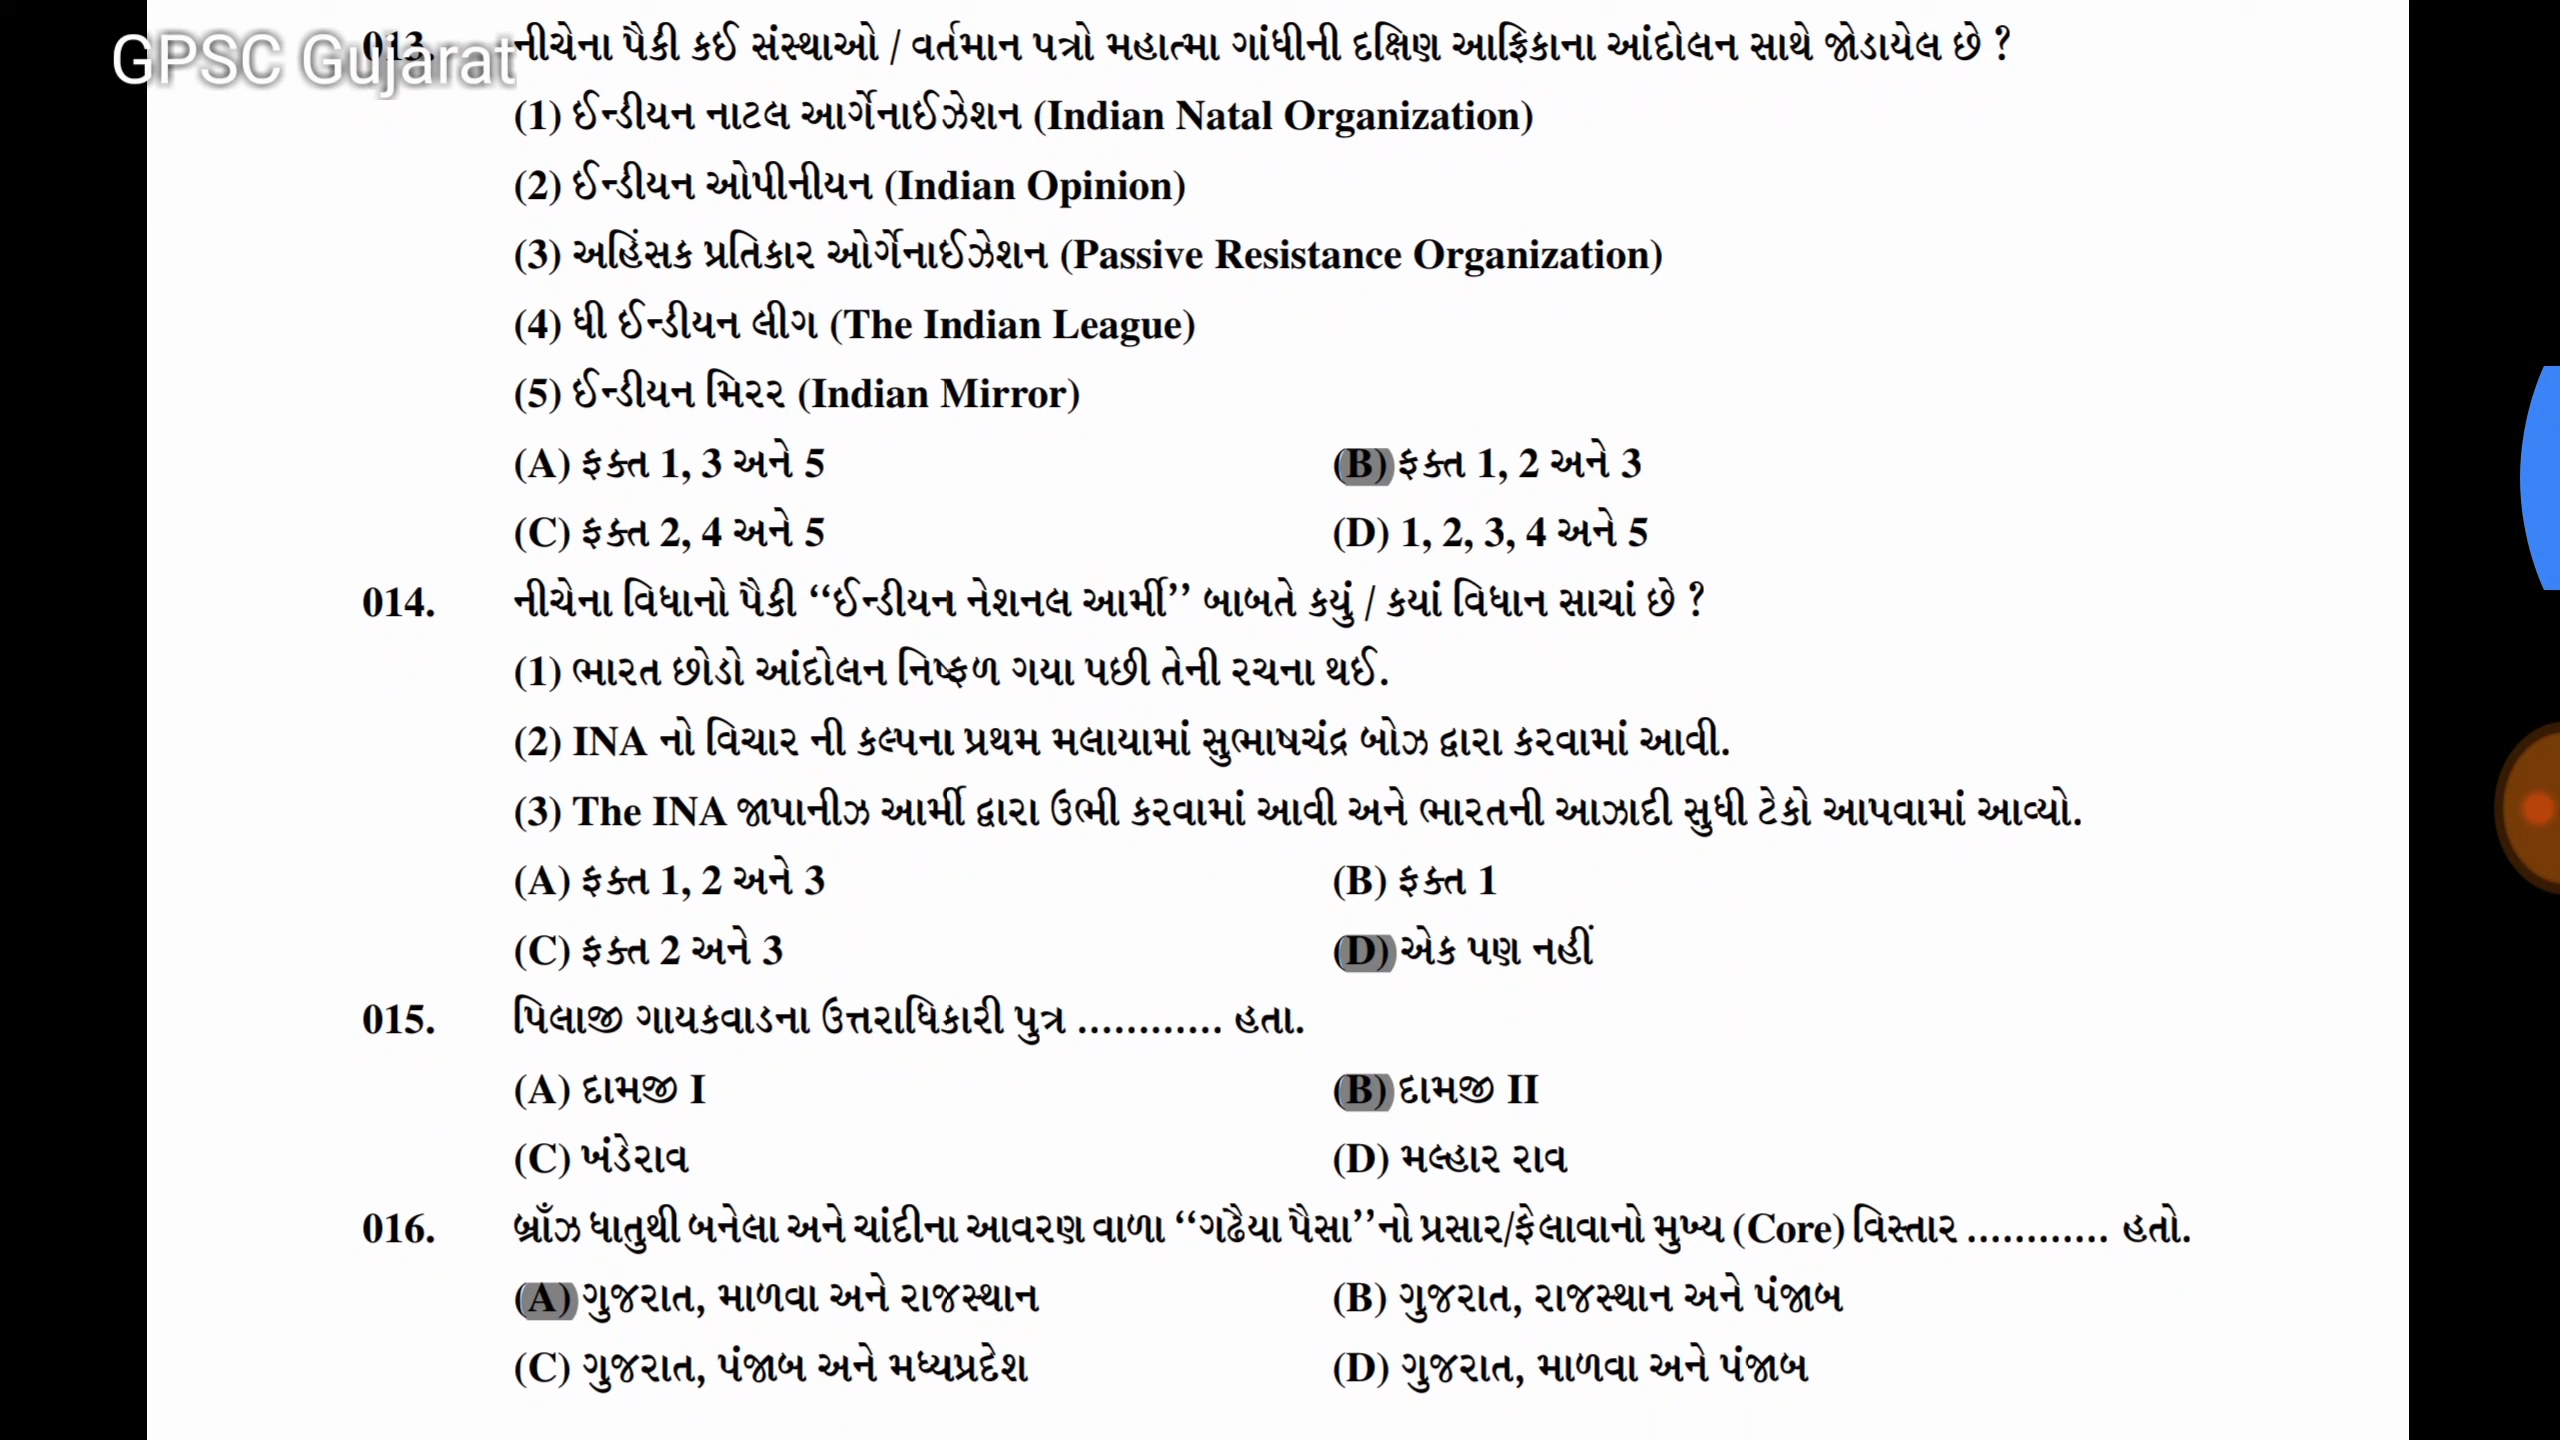 GPSC Gujarat
013. નીચેના પૈકી કઈ સંસ્થાઓ / વર્તમાન પત્રો મહાત્મા ગાંધીની દક્ષિણ આફ્રિકાના આંદોલન સાથે જોડાયેલ છે ?
(1) ઈન્ડીયન નાટલ આર્ગેનાઈઝેશન (Indian Natal Organization)
(2) ઈન્ડીયન ઓપીનીયન (Indian Opinion)
(3) અહિંસક પ્રતિકાર ઓર્ગેનાઈઝેશન (Passive Resistance Organization)
(4) ધી ઈન્ડીયન લીગ (The Indian League)
(5) ઈન્ડીયન મિરર (Indian Mirror)
(A) ફક્ત 1, 3 અને 5 (B) ફક્ત 1, 2 અને 3
(C) ફક્ત 2, 4 અને 5 (D) 1, 2, 3, 4 અને 5
014. નીચેના વિધાનો પૈકી ‘‘ઈન્ડીયન નેશનલ આર્મી’’ બાબતે કયું / કયાં વિધાન સાચાં છે ?
(1) ભારત છોડો આંદોલન નિષ્ફળ ગયા પછી તેની રચના થઈ.
(2) INA નો વિચાર ની કલ્પના પ્રથમ મલાયામાં સુભાષચંદ્ર બોઝ દ્વારા કરવામાં આવી.
(3) The INA જાપાનીઝ આર્મી દ્વારા ઉભી કરવામાં આવી અને ભારતની આઝાદી સુધી ટેકો આપવામાં આવ્યો.
(A) ફક્ત 1, 2 અને 3 (B) ફક્ત 1
(C) ફક્ત 2 અને 3 (D) એક પણ નહીં
015. પિલાજી ગાયકવાડના ઉત્તરાધિકારી પુત્ર ............ હતા.
(A) દામજી I (B) દામજી II
(C) ખંડેરાવ (D) મલ્હાર રાવ
016. બ્રાઁઝ ધાતુથી બનેલા અને ચાંદીના આવરણ વાળા ‘‘ગઢૈયા પૈસા’’નો પ્રસાર/ફેલાવાનો મુખ્ય (Core) વિસ્તાર ............ હતો.
(A) ગુજરાત, માળવા અને રાજસ્થાન (B) ગુજરાત, રાજસ્થાન અને પંજાબ
(C) ગુજરાત, પંજાબ અને મધ્યપ્રદેશ (D) ગુજરાત, માળવા અને પંજાબ